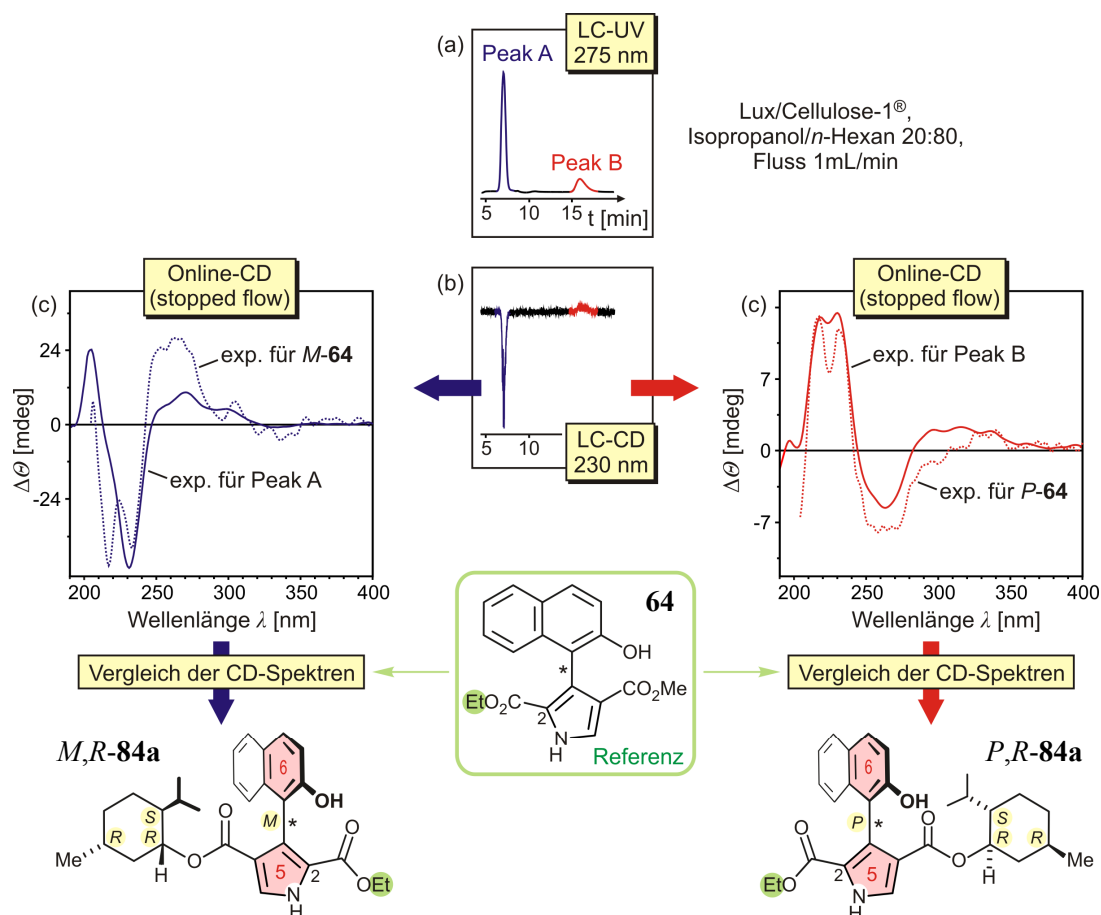 (a)
LC-UV
275 nm
Peak A
Peak B
5 10 15
t [min]
Lux/Cellulose-1®,
Isopropanol/n-Hexan 20:80,
Fluss 1mL/min
(b)
5 10
LC-CD
230 nm
Online-CD
(stopped flow)
(c)
24
0
-24
ΔΘ [mdeg]
exp. für M-64
exp. für Peak A
200 250 300 350 400
Wellenlänge λ [nm]
Online-CD
(stopped flow)
(c)
7
0
-7
ΔΘ [mdeg]
exp. für Peak B
exp. für P-64
200 250 300 350 400
Wellenlänge λ [nm]
64
OH
*
EtO2C
CO2Me
2
N
H
Referenz
Vergleich der CD-Spektren
Vergleich der CD-Spektren
M,R-84a
6
OH
M
*
S
R
R
Me
H
O
O
5
2
N
H
O
OEt
P,R-84a
6
OH
P
*
O
EtO
2
5
N
H
O
O
S
R
R
H
Me